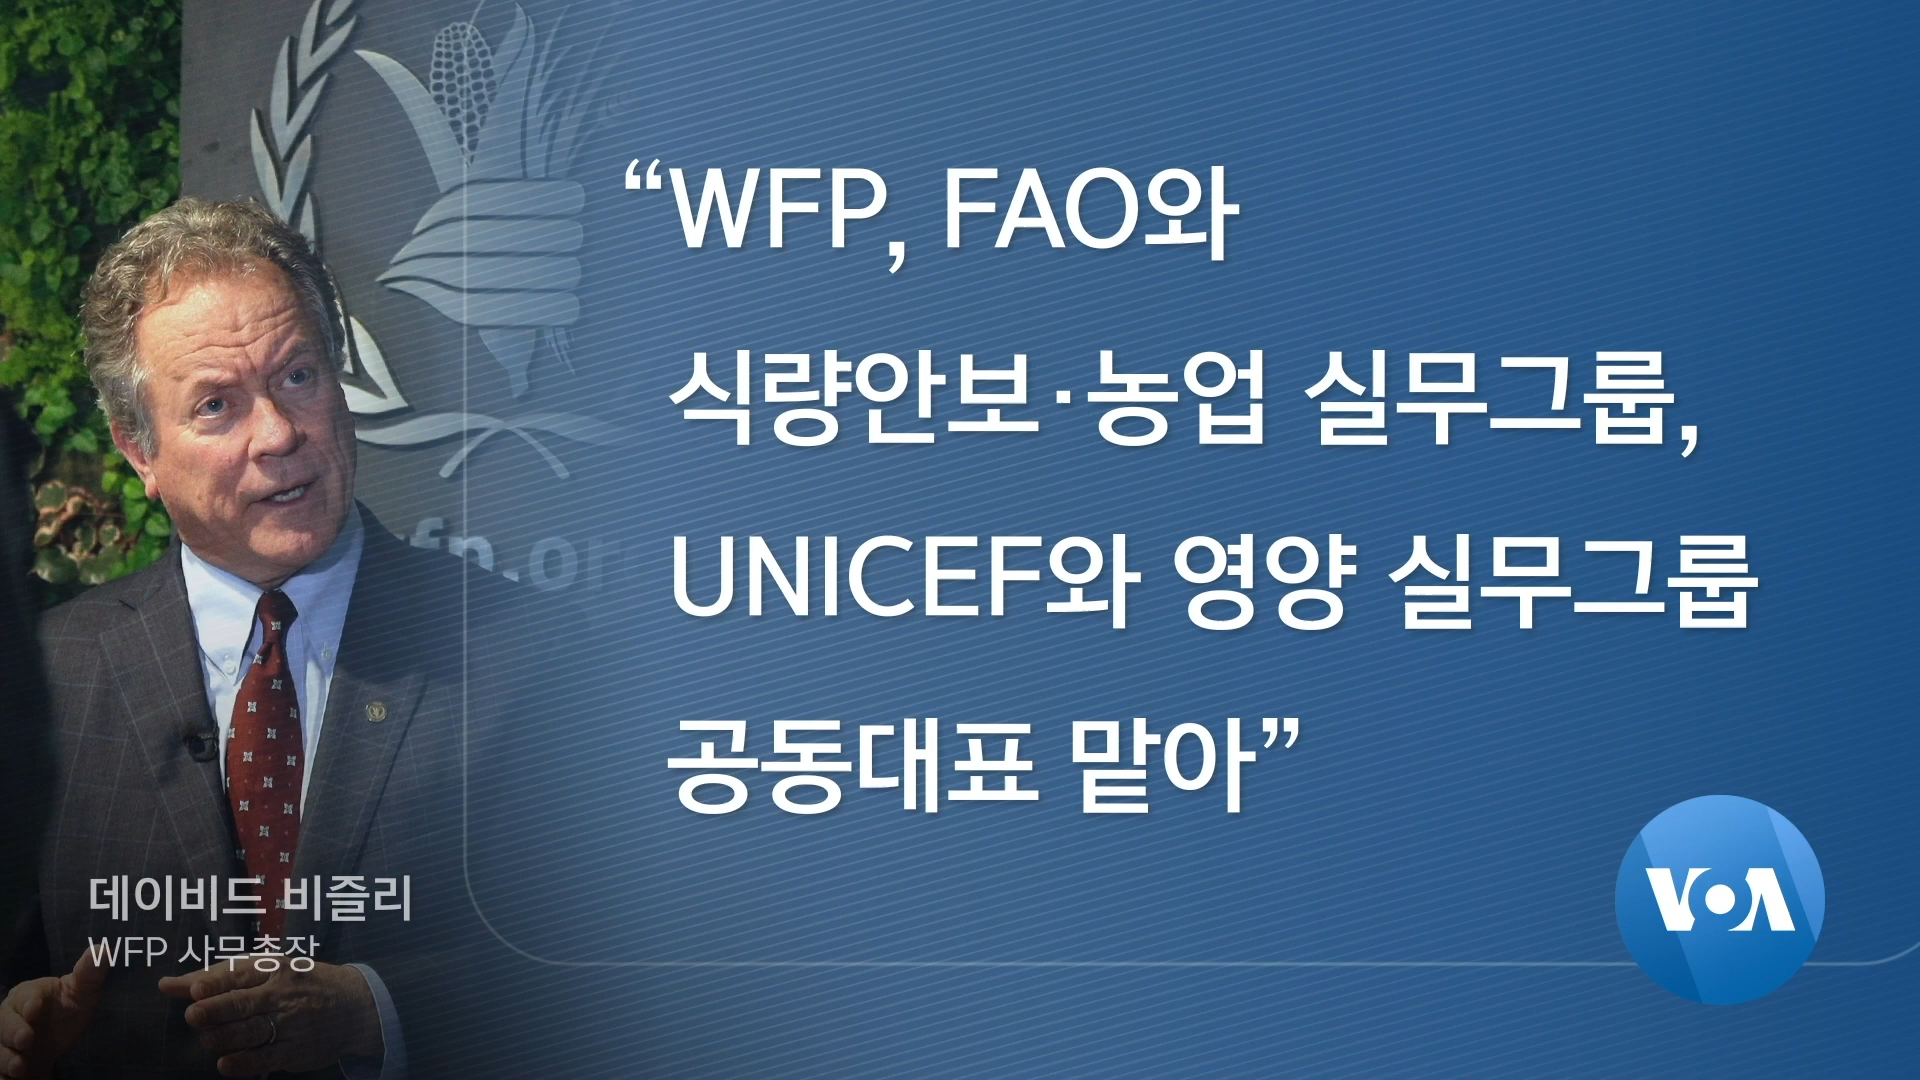 “WFP, FAO와
식량안보·농업 실무그룹,
UNICEF와 영양 실무그룹
공동대표 맡아”
wfp.or
데이비드 비즐리
WFP 사무총장
VOA